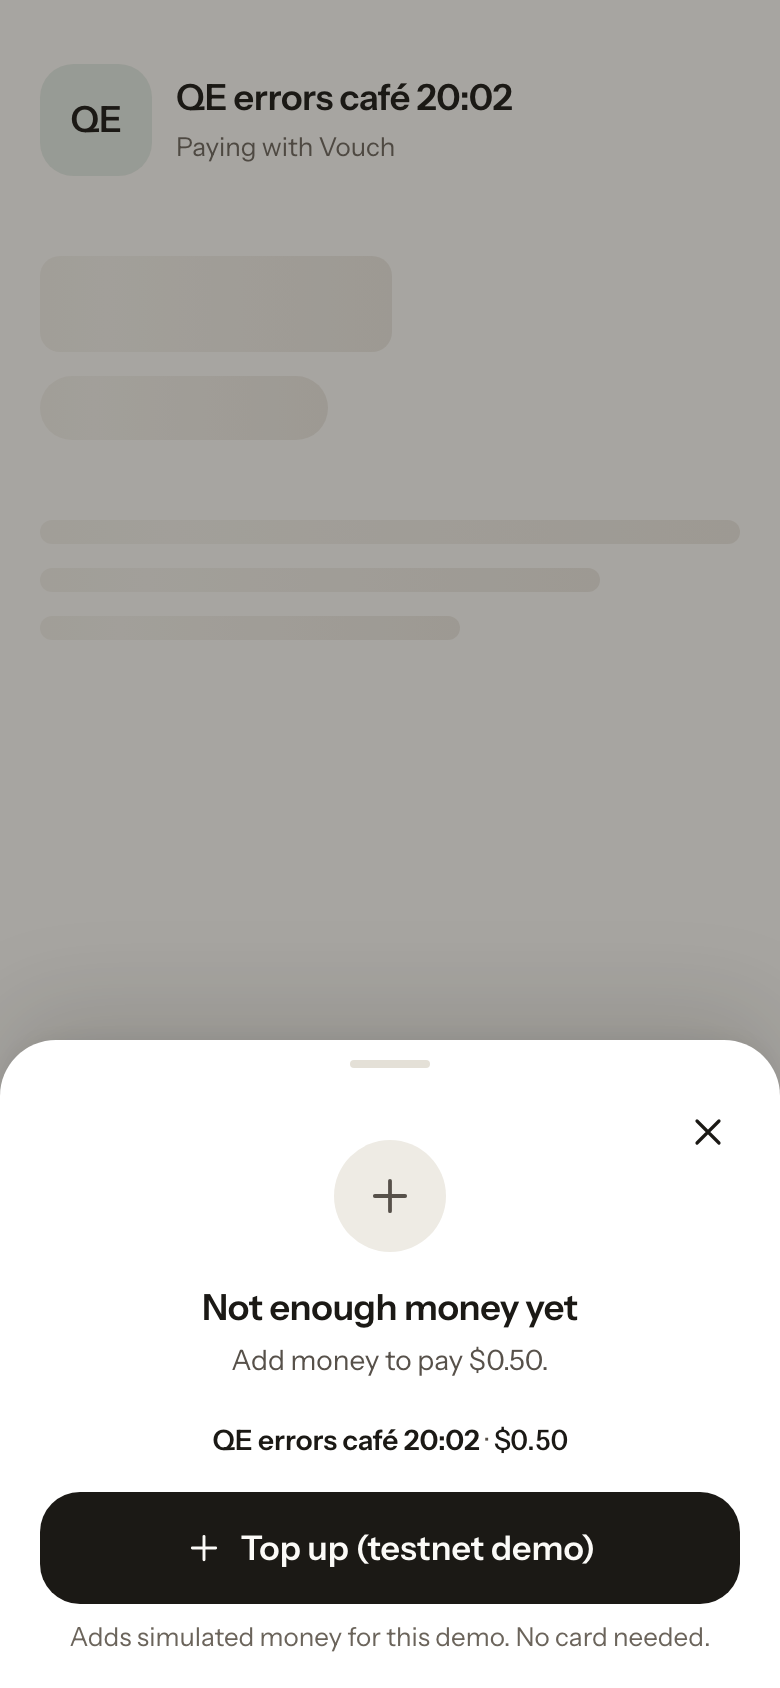 QE
QE errors café 20:02
Paying with Vouch
Not enough money yet
Add money to pay $0.50.
QE errors café 20:02 · $0.50
Top up (testnet demo)
Adds simulated money for this demo. No card needed.